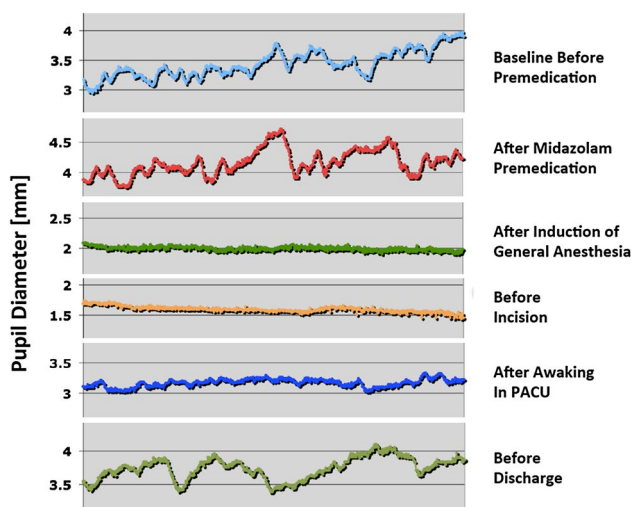 Pupil Diameter [mm]
4
3.5
3
Baseline Before
Premedication
4.5
4
After Midazolam
Premedication
2.5
2
After Induction of
General Anesthesia
2
1.5
Before
Incision
3.5
3
After Awaking
In PACU
4
3.5
Before
Discharge